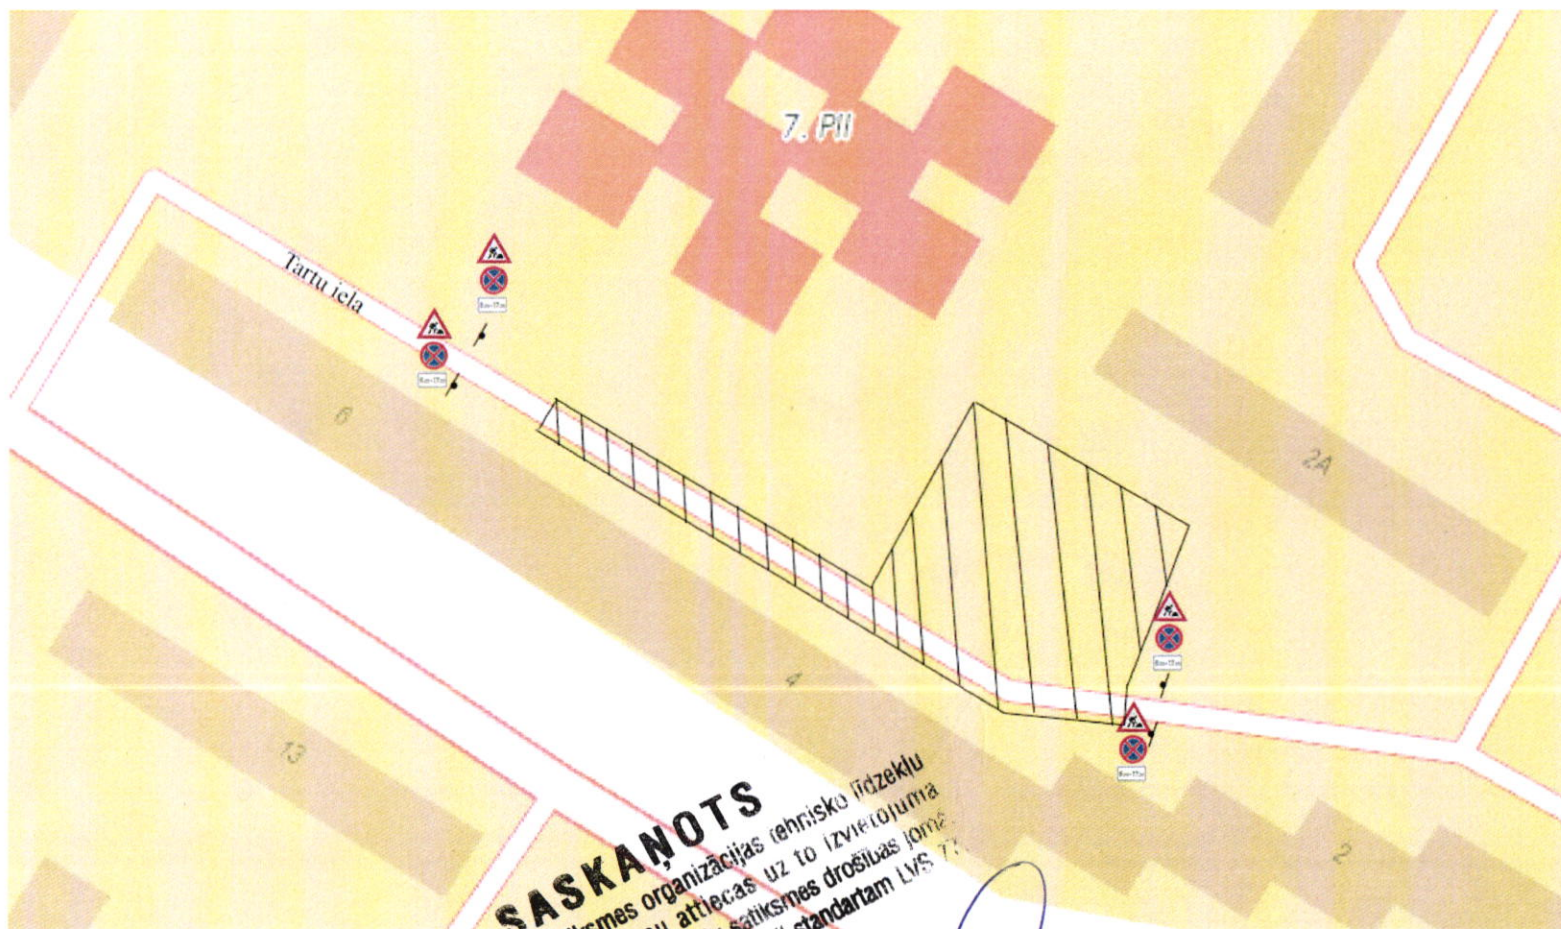 7. PII
Tartu iela
6
2A
4
13
2
SASKAŅOTS
organizācijas tehnisko līdzekļu
attiecas uz to izvietojuma
satiksmes drošības jomā
standartam LVS 77